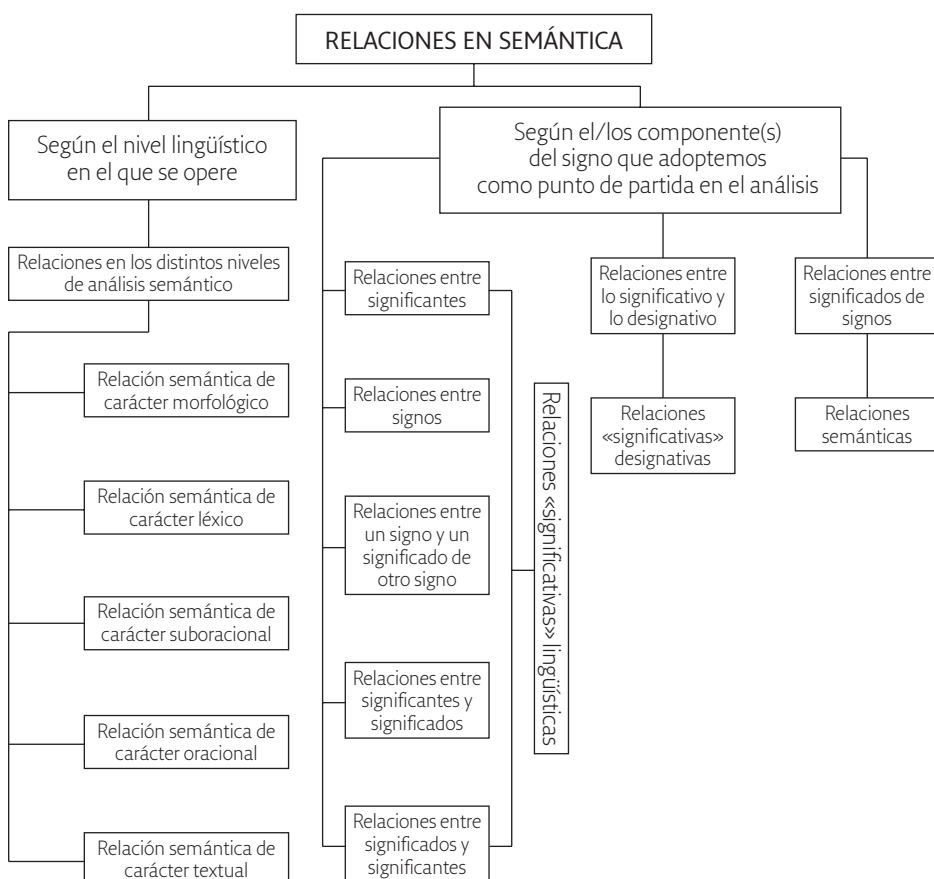 RELACIONES EN SEMÁNTICA
Según el nivel lingüístico
en el que se opere
Relaciones en los distintos niveles
de análisis semántico
Relación semántica de
carácter morfológico
Relación semántica de
carácter léxico
Relación semántica de
carácter suboracional
Relación semántica de
carácter oracional
Relación semántica de
carácter textual
Según el/los componente(s)
del signo que adoptemos
como punto de partida en el análisis
Relaciones entre
significantes
Relaciones entre
signos
Relaciones entre
un signo y un
significado de
otro signo
Relaciones entre
significantes y
significados
Relaciones entre
significados y
significantes
Relaciones «significativas» lingüísticas
Relaciones entre
lo significativo y
lo designativo
Relaciones
«significativas»
designativas
Relaciones entre
significados de
signos
Relaciones
semánticas